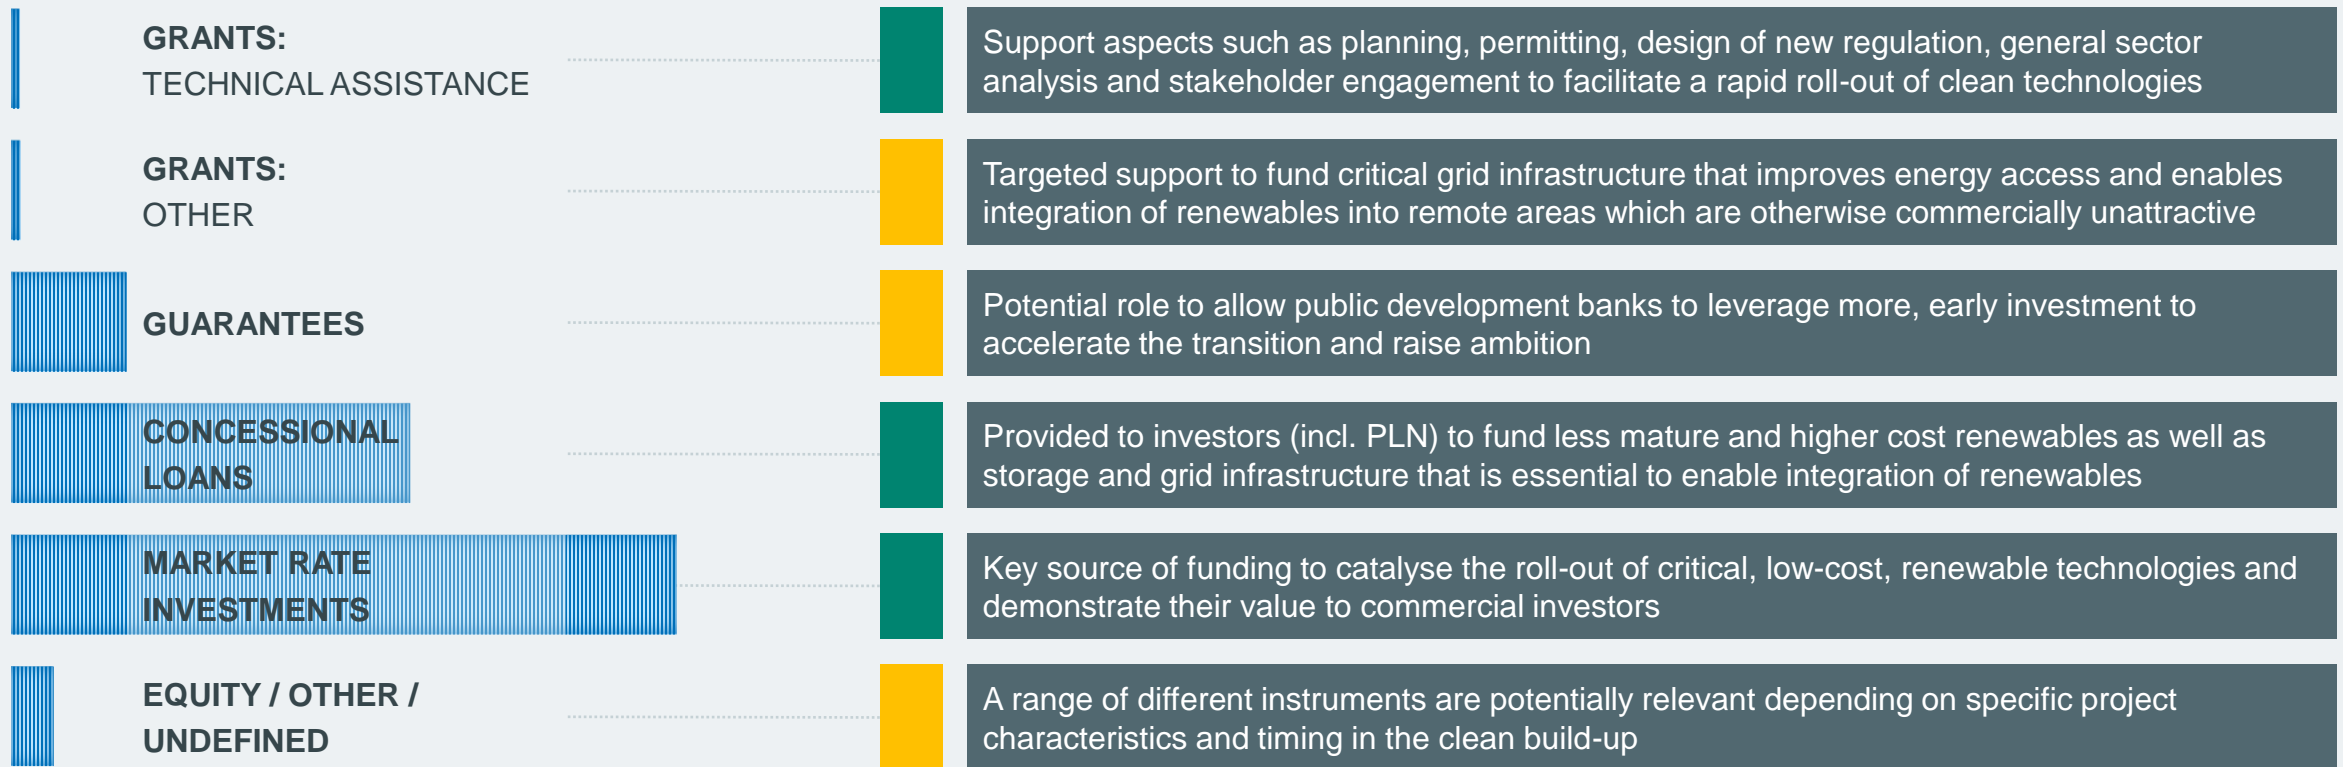 GRANTS:
TECHNICAL ASSISTANCE
Support aspects such as planning, permitting, design of new regulation, general sector
analysis and stakeholder engagement to facilitate a rapid roll-out of clean technologies
GRANTS:
OTHER
Targeted support to fund critical grid infrastructure that improves energy access and enables
integration of renewables into remote areas which are otherwise commercially unattractive
GUARANTEES
Potential role to allow public development banks to leverage more, early investment to
accelerate the transition and raise ambition
CONCESSIONAL
LOANS
Provided to investors (incl. PLN) to fund less mature and higher cost renewables as well as
storage and grid infrastructure that is essential to enable integration of renewables
MARKET RATE
INVESTMENTS
Key source of funding to catalyse the roll-out of critical, low-cost, renewable technologies and
demonstrate their value to commercial investors
EQUITY / OTHER /
UNDEFINED
A range of different instruments are potentially relevant depending on specific project
characteristics and timing in the clean build-up